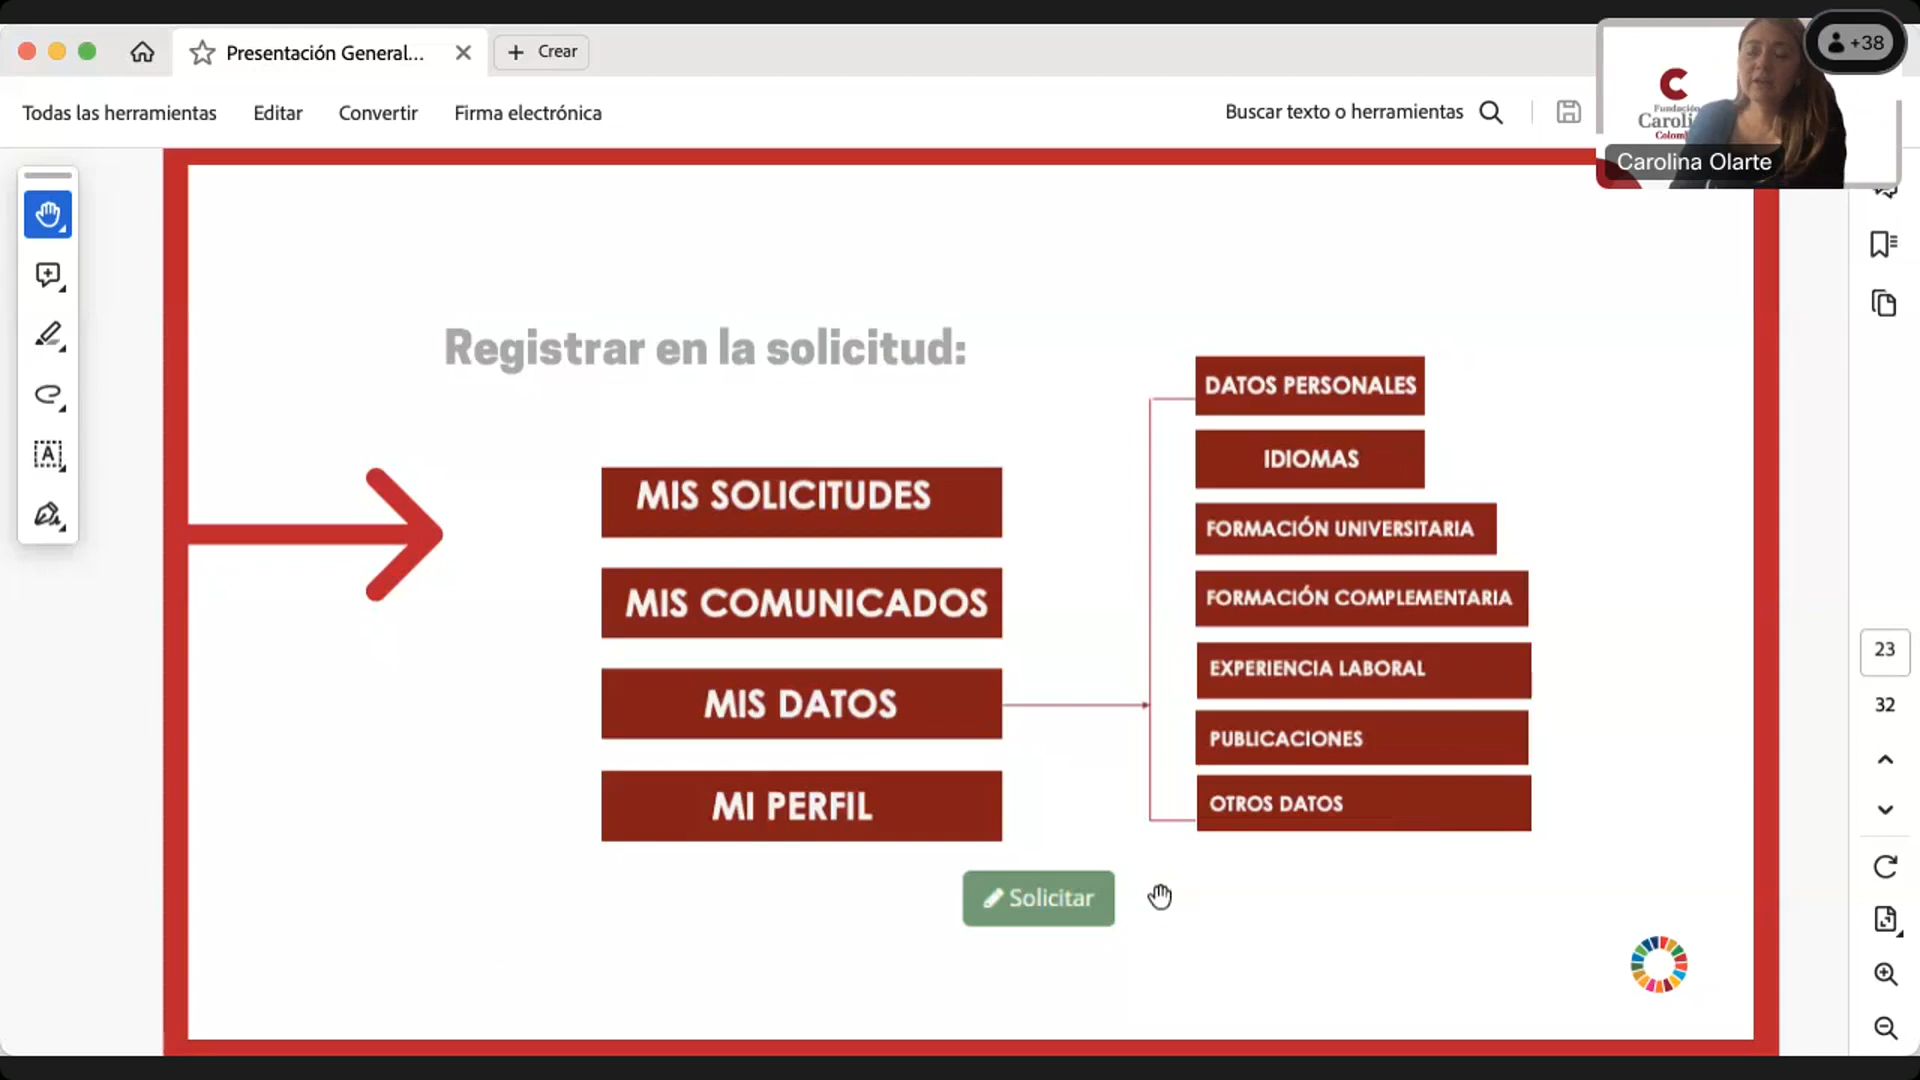 Presentación General...
Crear
+38
Todas las herramientas
Editar
Convertir
Firma electrónica
Buscar texto o herramientas
Fundación
Colom
Carolina Olarte
Registrar en la solicitud:
MIS SOLICITUDES
MIS COMUNICADOS
MIS DATOS
MI PERFIL
DATOS PERSONALES
IDIOMAS
FORMACIÓN UNIVERSITARIA
FORMACIÓN COMPLEMENTARIA
EXPERIENCIA LABORAL
PUBLICACIONES
OTROS DATOS
Solicitar
23
32